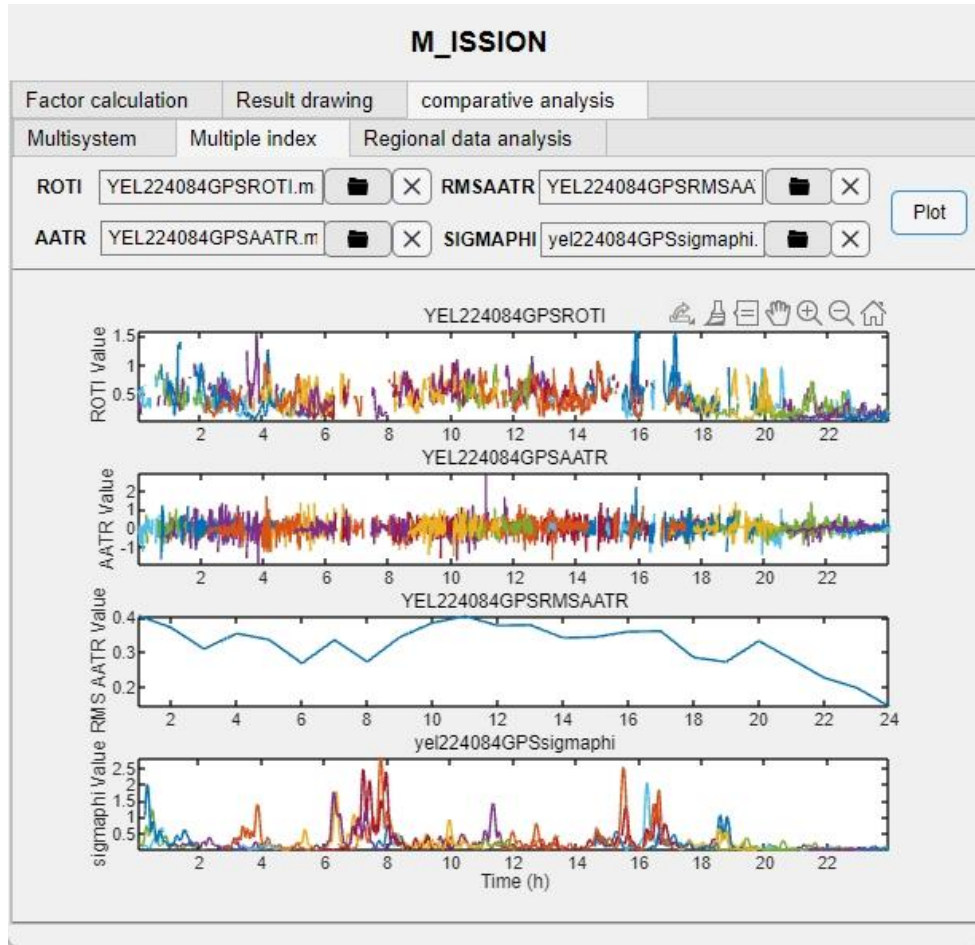 M_ISSION
Factor calculation Result drawing comparative analysis
Multisystem Multiple index Regional data analysis
ROTI YEL224084GPSROTI.m RMSAATR YEL224084GPSRMSAA
Plot
AATR YEL224084GPSAATR.m SIGMAPHI yel224084GPSsigmaphi.
YEL224084GPSROTI
ROTI Value
1.5
1
0.5
2 4 6 8 10 12 14 16 18 20 22
YEL224084GPSAATR
AATR Value
2
1
0
-1
2 4 6 8 10 12 14 16 18 20 22
YEL224084GPSRMSAATR
RMS AATR Value
0.4
0.3
0.2
2 4 6 8 10 12 14 16 18 20 22 24
yel224084GPSsigmaphi
sigmaphi Value
2.5
2
1.5
1
0.5
2 4 6 8 10 12 14 16 18 20 22
Time (h)